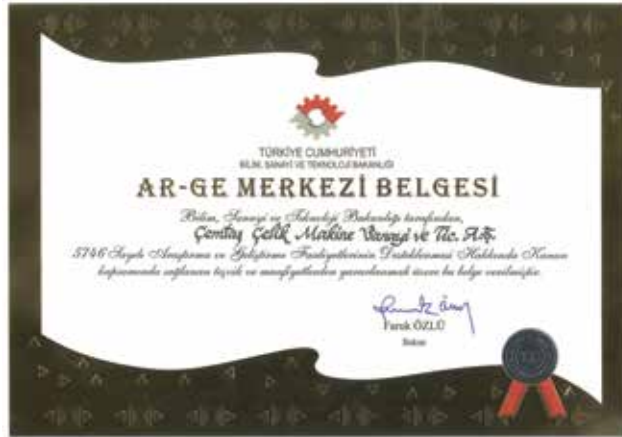 TÜRKİYE CUMHURİYETİ
BİLİM, SANAYİ VE TEKNOLOJİ BAKANLIĞI
AR-GE MERKEZİ BELGESİ
Bilim, Sanayi ve Teknoloji Bakanlığı tarafından,
Çemtaş Çelik Makine Sanayi ve Tic. A.Ş.
5746 Sayılı Araştırma ve Geliştirme Faaliyetlerinin Desteklenmesi Hakkında Kanun
kapsamında sağlanan teşvik ve muafiyetlerden yararlanmak üzere bu belge verilmiştir.
Faruk ÖZLÜ
Bakan